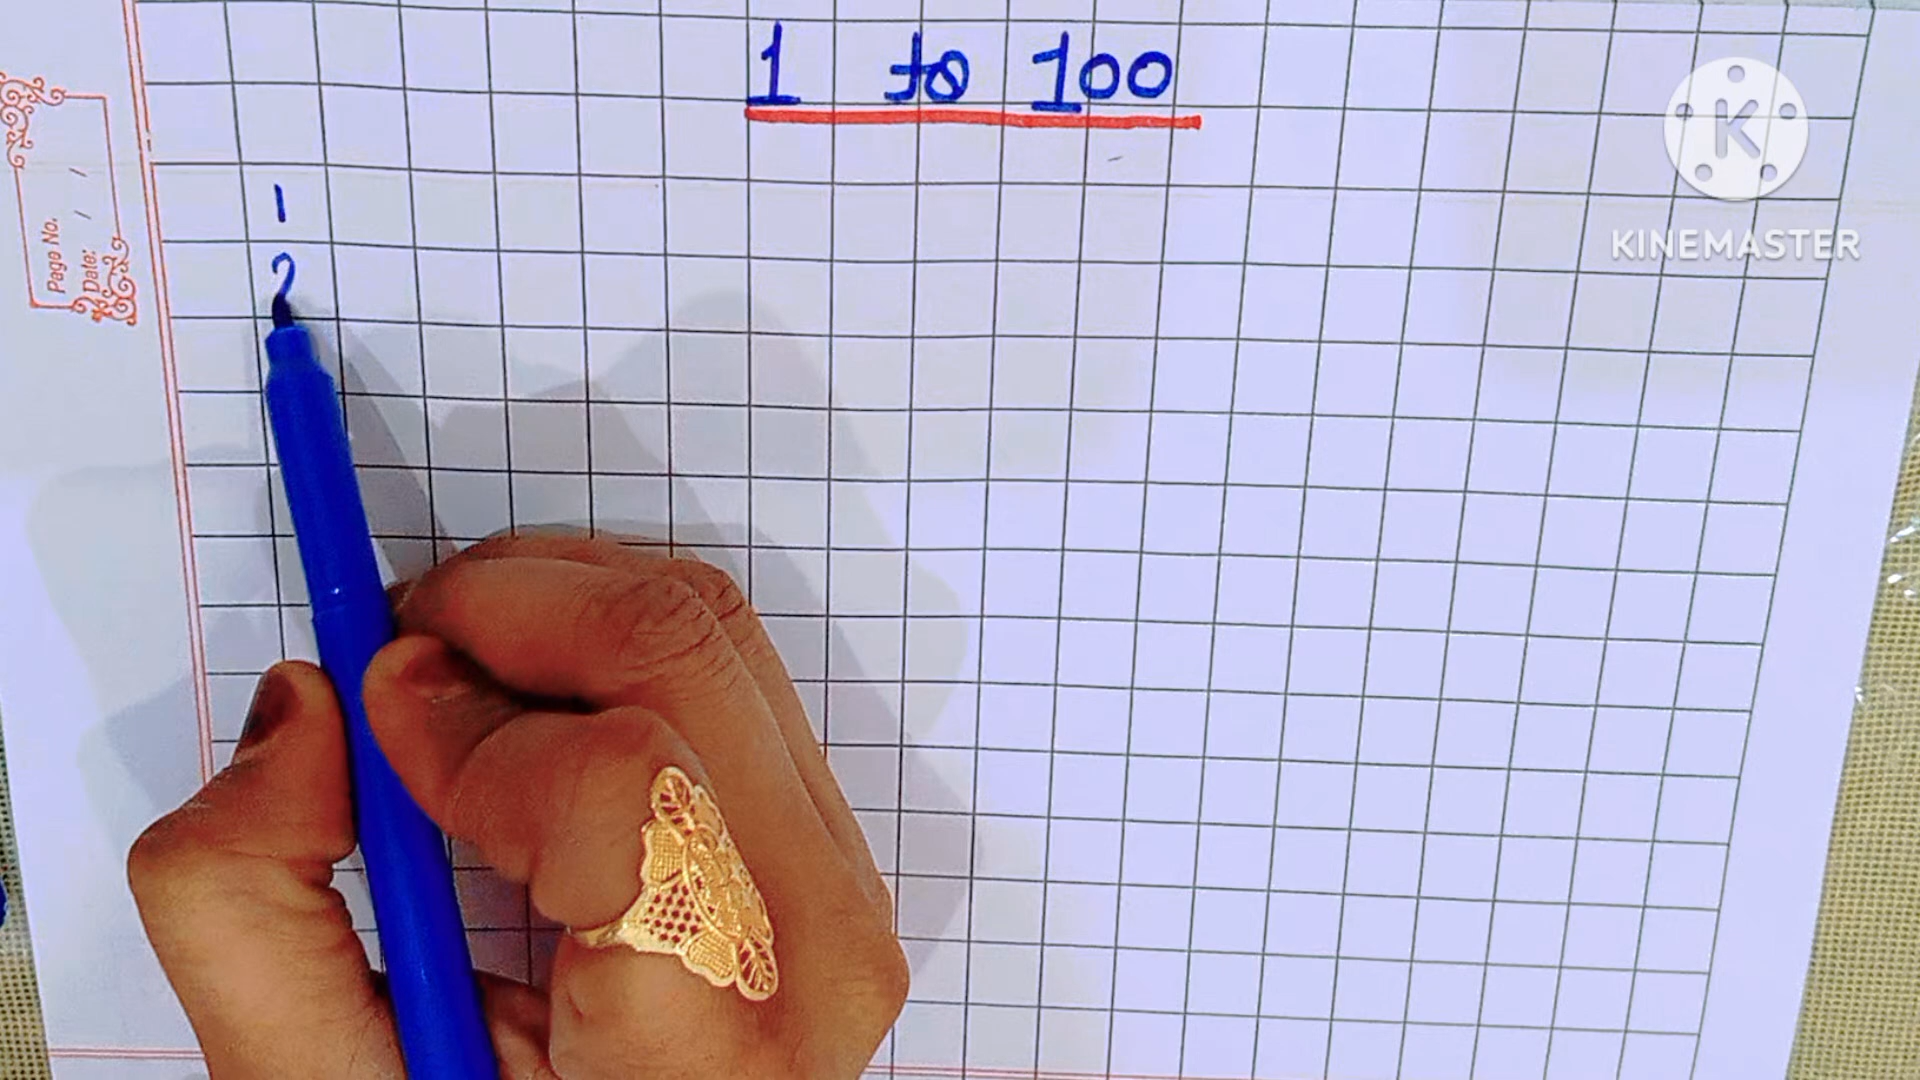 1 to 100
K
KINEMASTER
Page No.
Date: / /
1
2